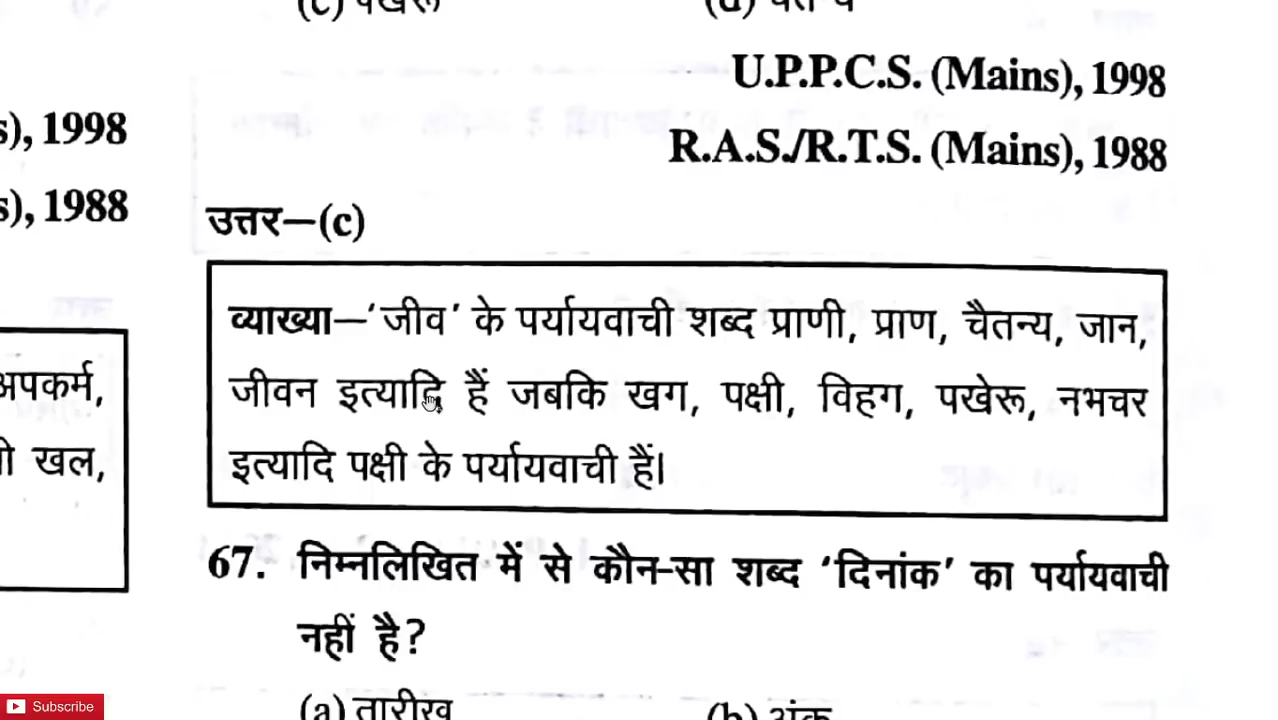 (c) पखेरू
U.P.P.C.S. (Mains), 1998
R.A.S./R.T.S. (Mains), 1988
s), 1998
s), 1988
उत्तर–(c)
व्याख्या–‘जीव’ के पर्यायवाची शब्द प्राणी, प्राण, चैतन्य, जान,
जीवन इत्यादि हैं जबकि खग, पक्षी, विहग, पखेरू, नभचर
इत्यादि पक्षी के पर्यायवाची हैं।
अपकर्म,
खल,
67. निम्नलिखित में से कौन-सा शब्द ‘दिनांक’ का पर्यायवाची
नहीं है?
(a) तारीख
(b) अंक
Subscribe